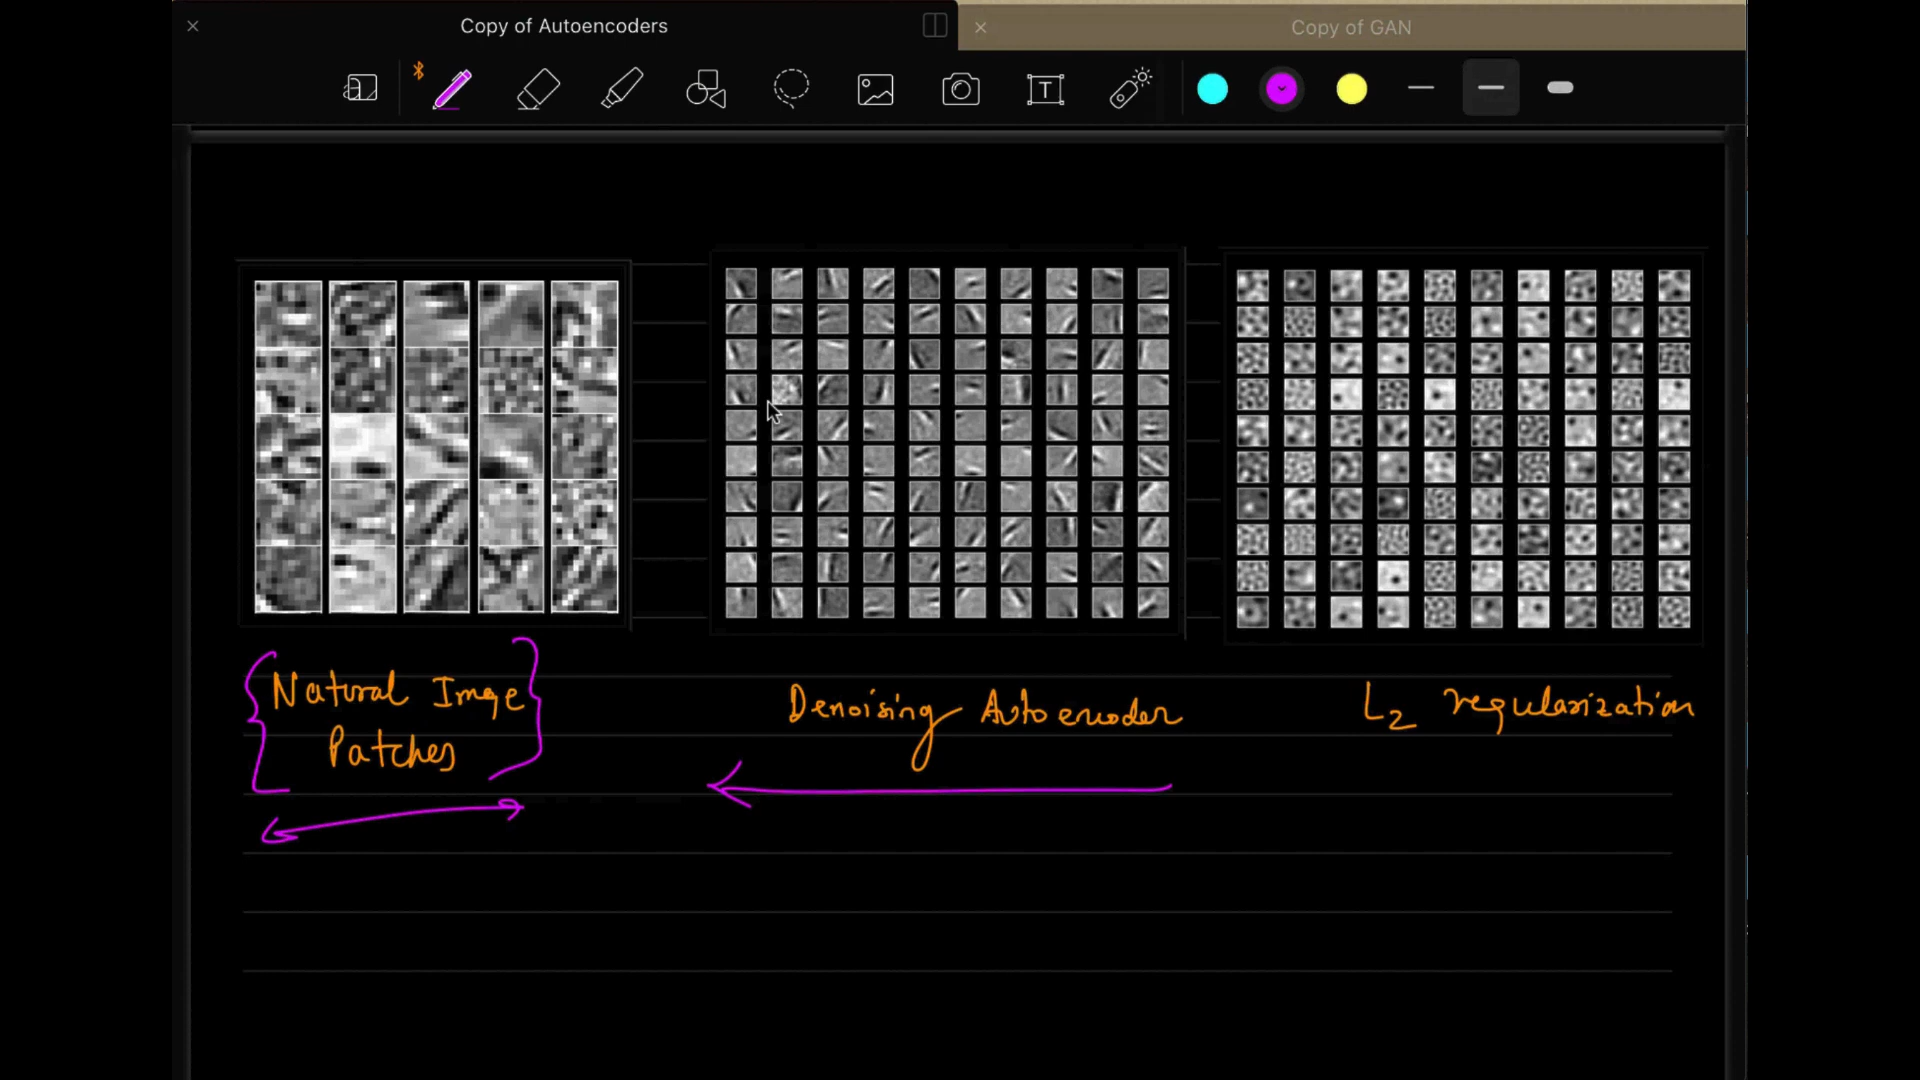 Copy of Autoencoders
Copy of GAN
T
Natural Image
Patches
Denoising Autoencoder
L2 regularization